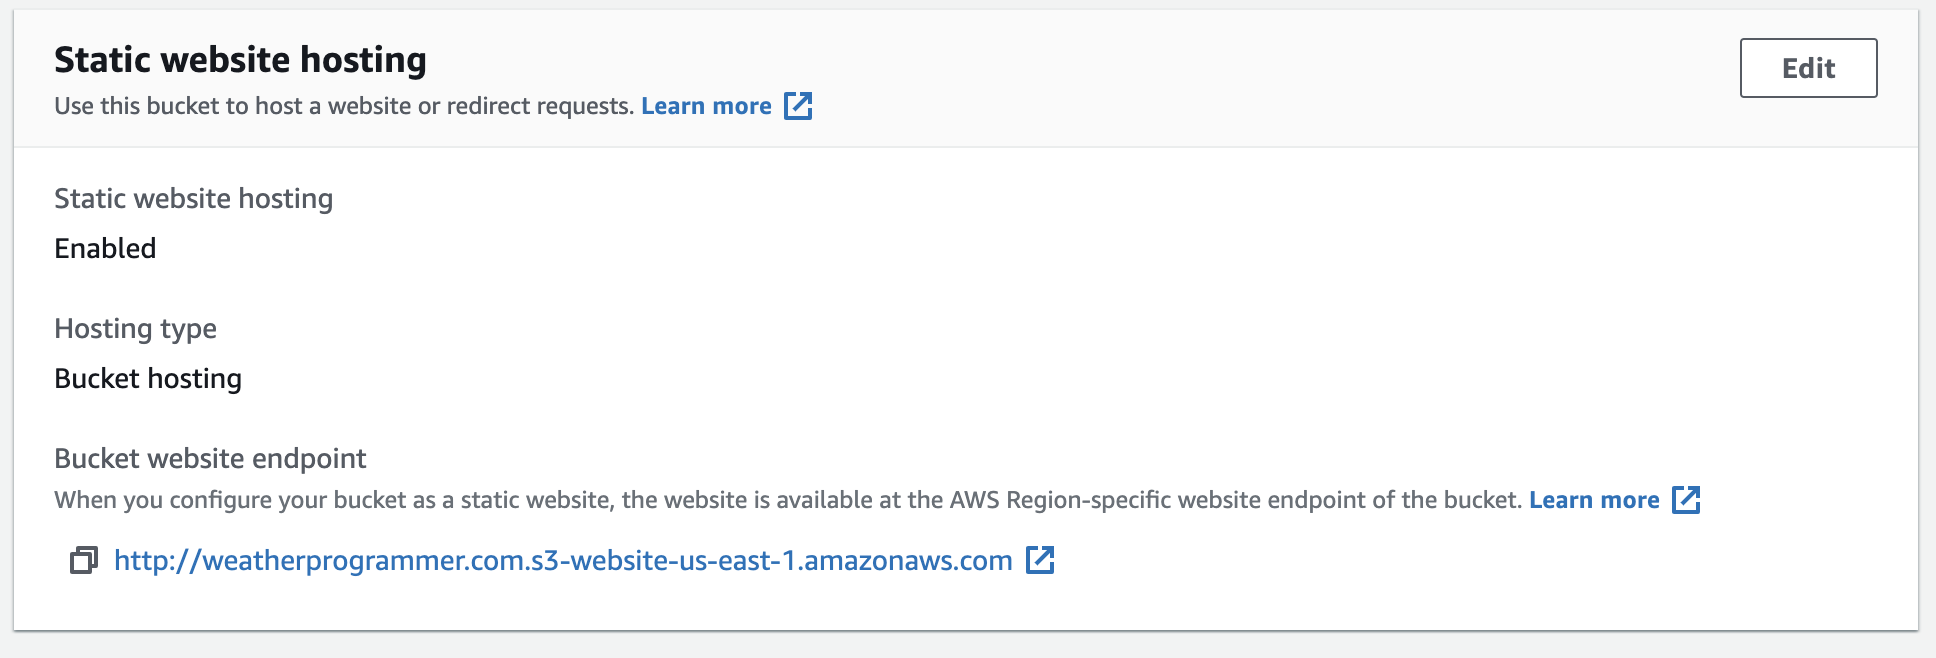 Static website hosting
Edit
Use this bucket to host a website or redirect requests. Learn more
Static website hosting
Enabled
Hosting type
Bucket hosting
Bucket website endpoint
When you configure your bucket as a static website, the website is available at the AWS Region-specific website endpoint of the bucket. Learn more
http://weatherprogrammer.com.s3-website-us-east-1.amazonaws.com